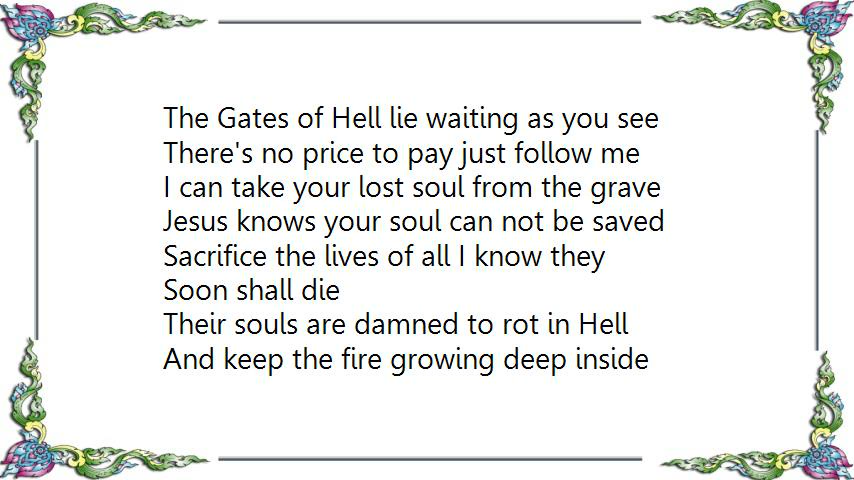 The Gates of Hell lie waiting as you see
There's no price to pay just follow me
I can take your lost soul from the grave
Jesus knows your soul can not be saved
Sacrifice the lives of all I know they
Soon shall die
Their souls are damned to rot in Hell
And keep the fire growing deep inside